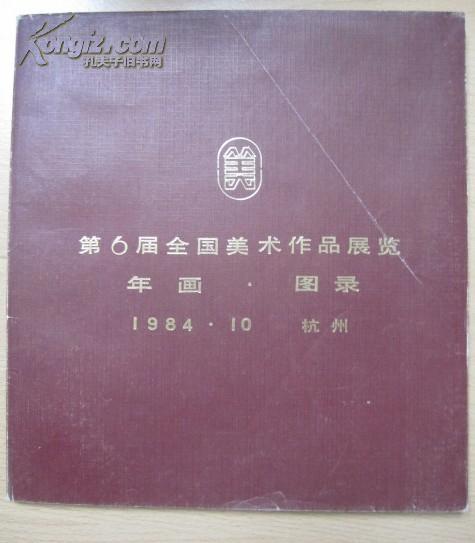 Kongfz.com
孔夫子旧书网
美
第6届全国美术作品展览
年画·图录
1984·10 杭州